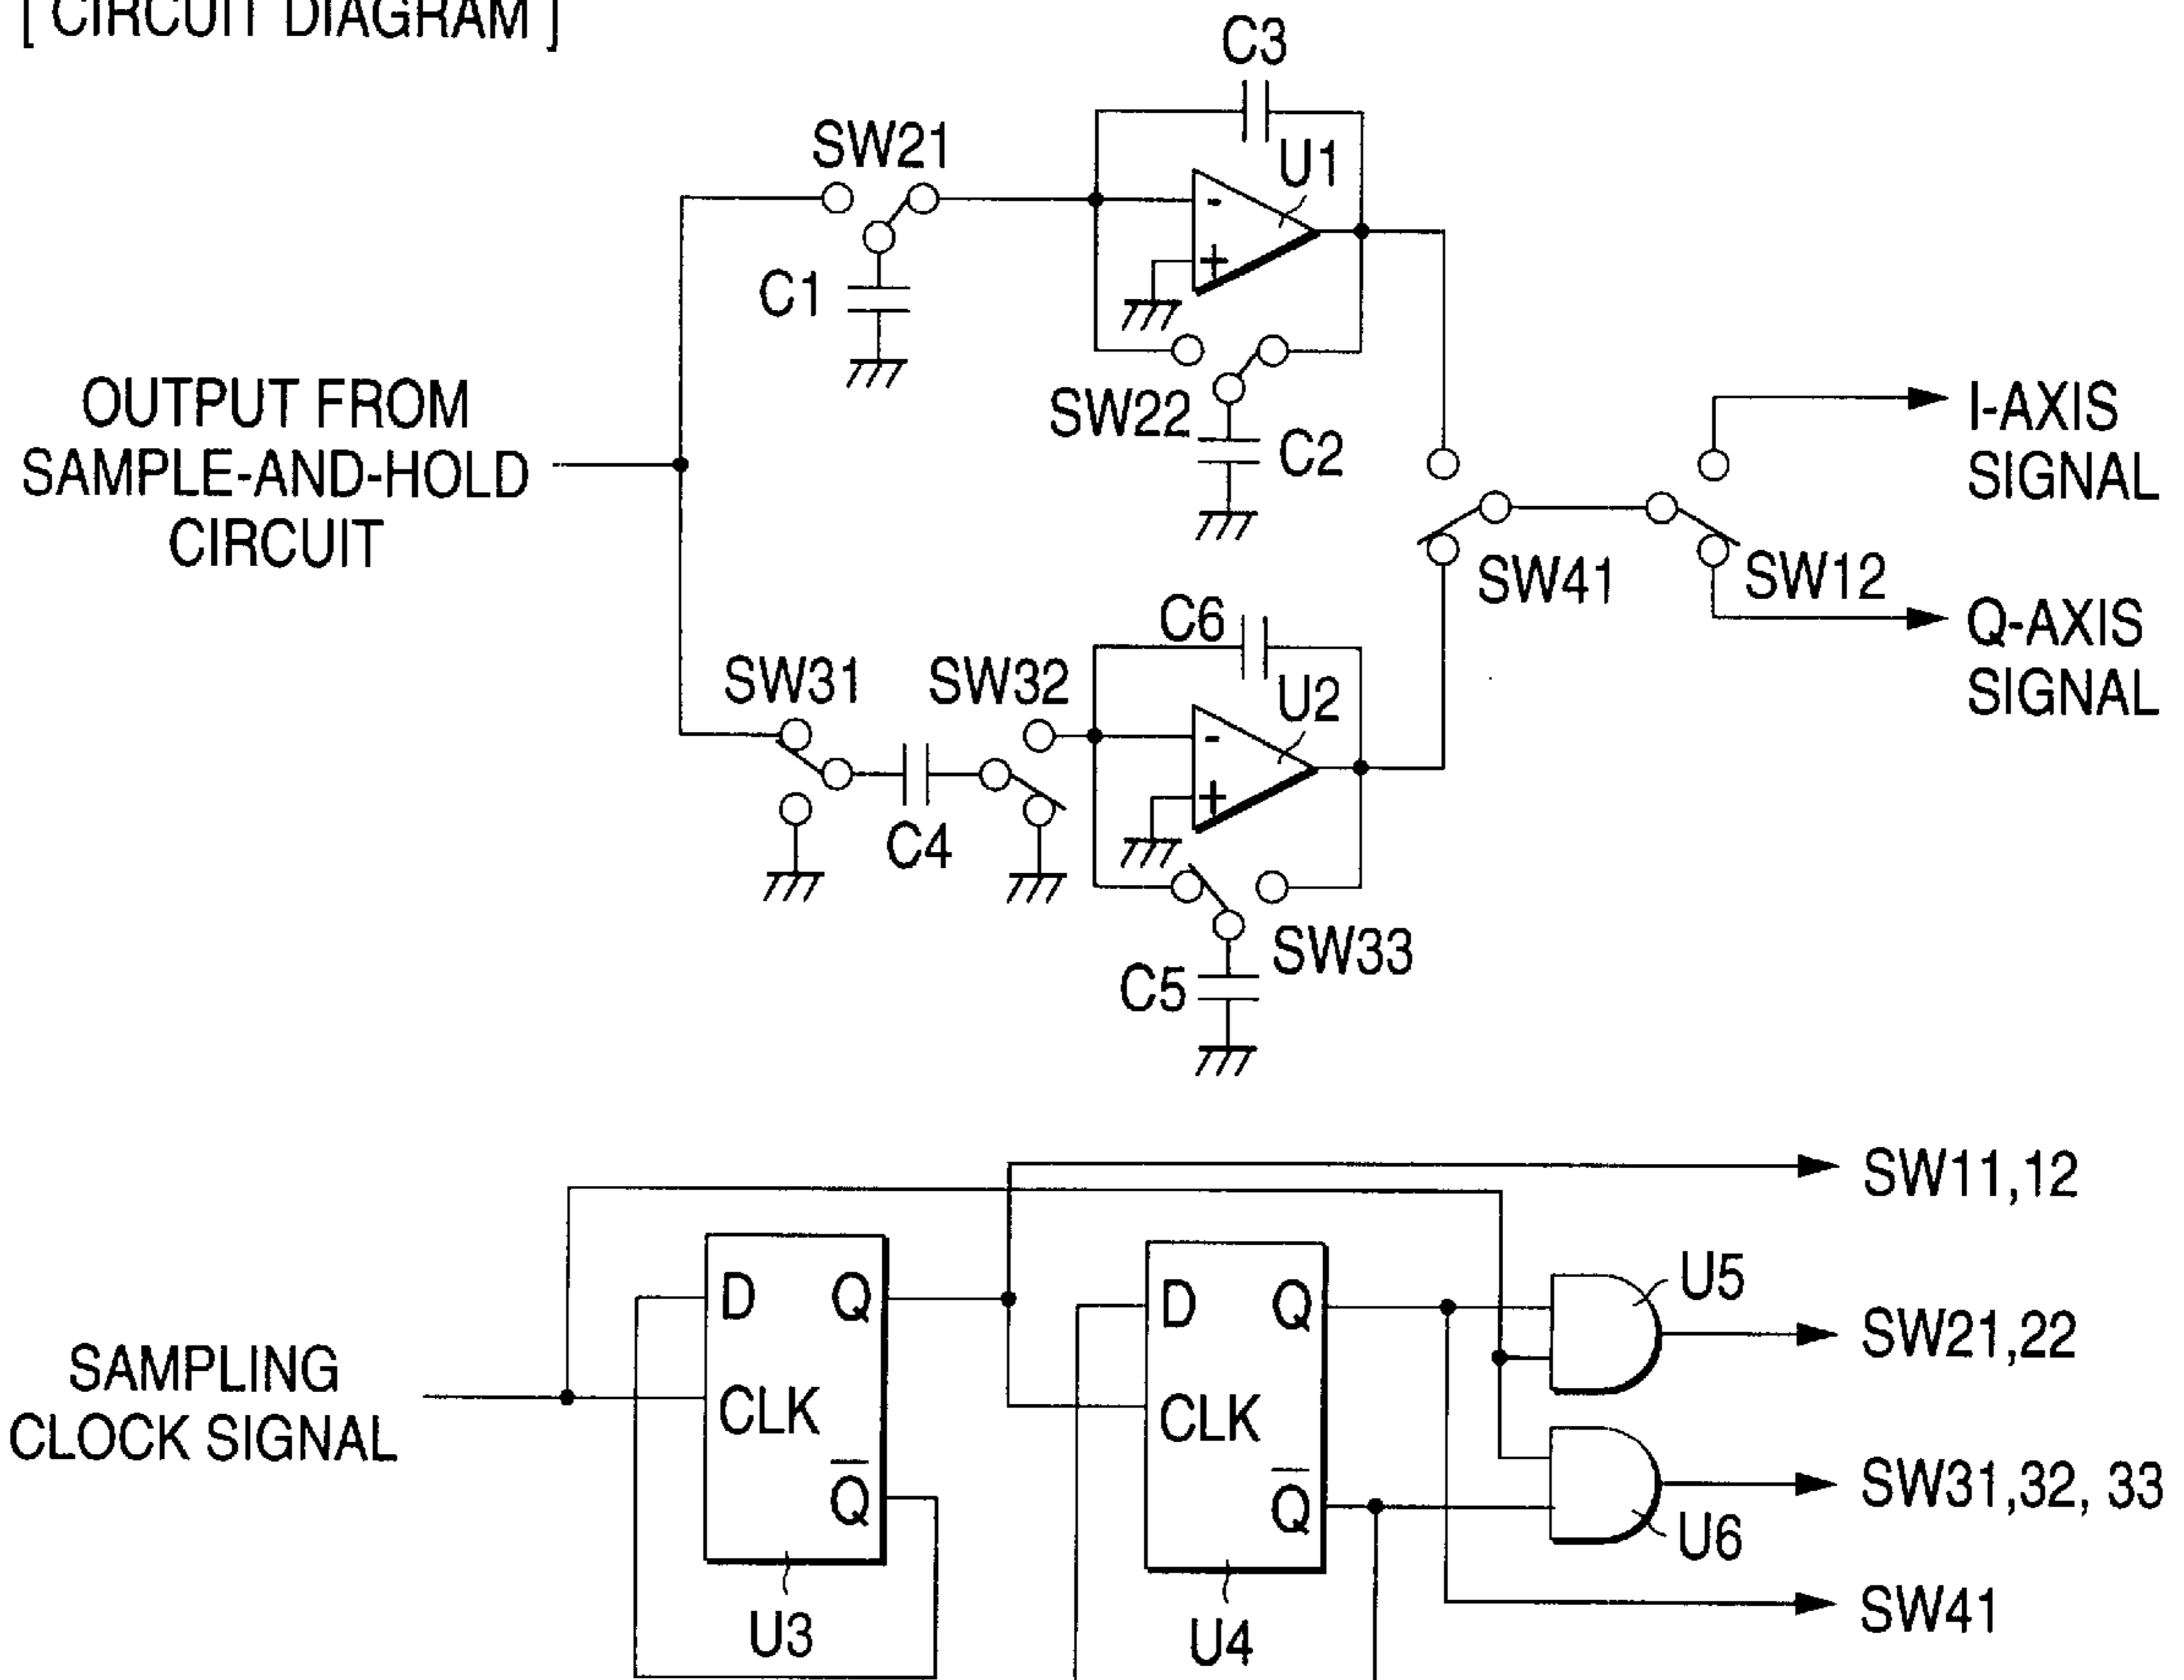 [ CIRCUIT DIAGRAM ]
C3
SW21
U1
-
+
C1
SW22
C2
OUTPUT FROM
SAMPLE-AND-HOLD
CIRCUIT
I-AXIS
SIGNAL
SW41
SW12
Q-AXIS
SIGNAL
C6
SW31
SW32
U2
-
+
C4
SW33
C5
SW11,12
D
Q
CLK
Q̅
U3
D
Q
CLK
Q̅
U4
U5
SW21,22
SAMPLING
CLOCK SIGNAL
SW31,32, 33
U6
SW41